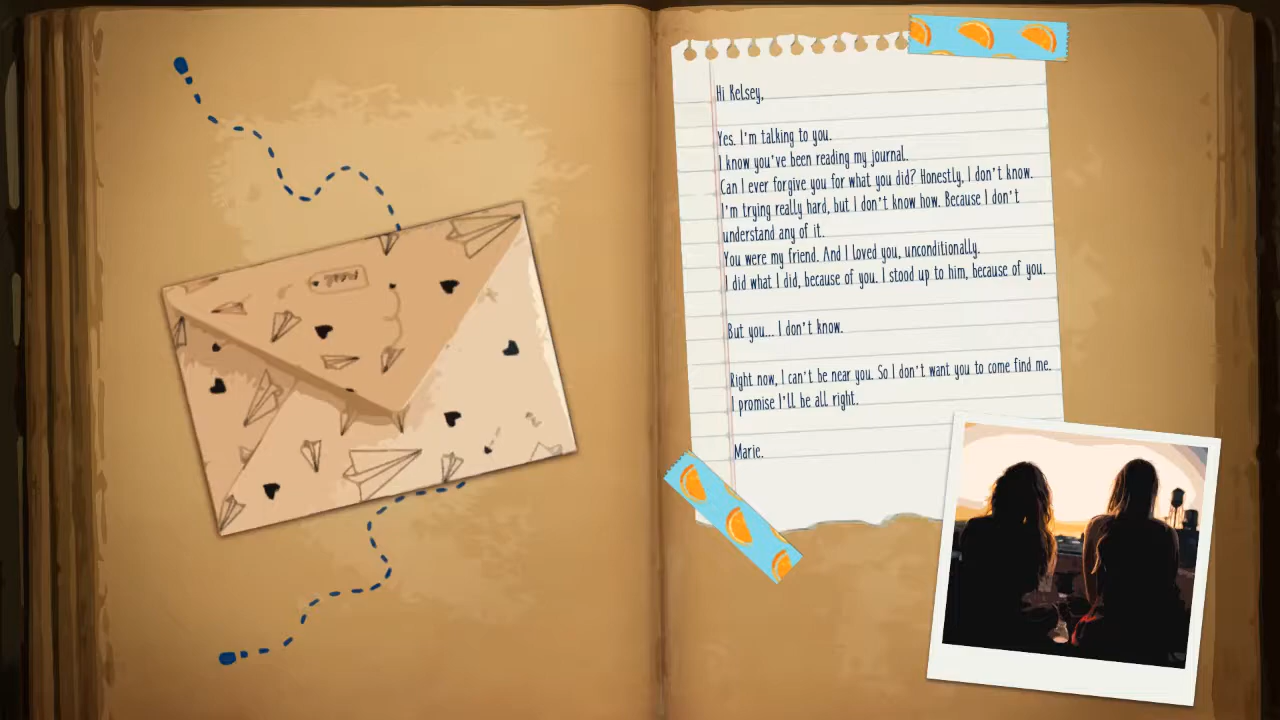 Hi Kelsey,
Yes. I'm talking to you.
I know you've been reading my journal.
Can I ever forgive you for what you did? Honestly, I don't know.
I'm trying really hard, but I don't know how. Because I don't
understand any of it.
You were my friend. And I loved you, unconditionally.
I did what I did, because of you. I stood up to him, because of you.
But you... I don't know.
Right now, I can't be near you. So I don't want you to come find me.
I promise I'll be all right.
Marie.